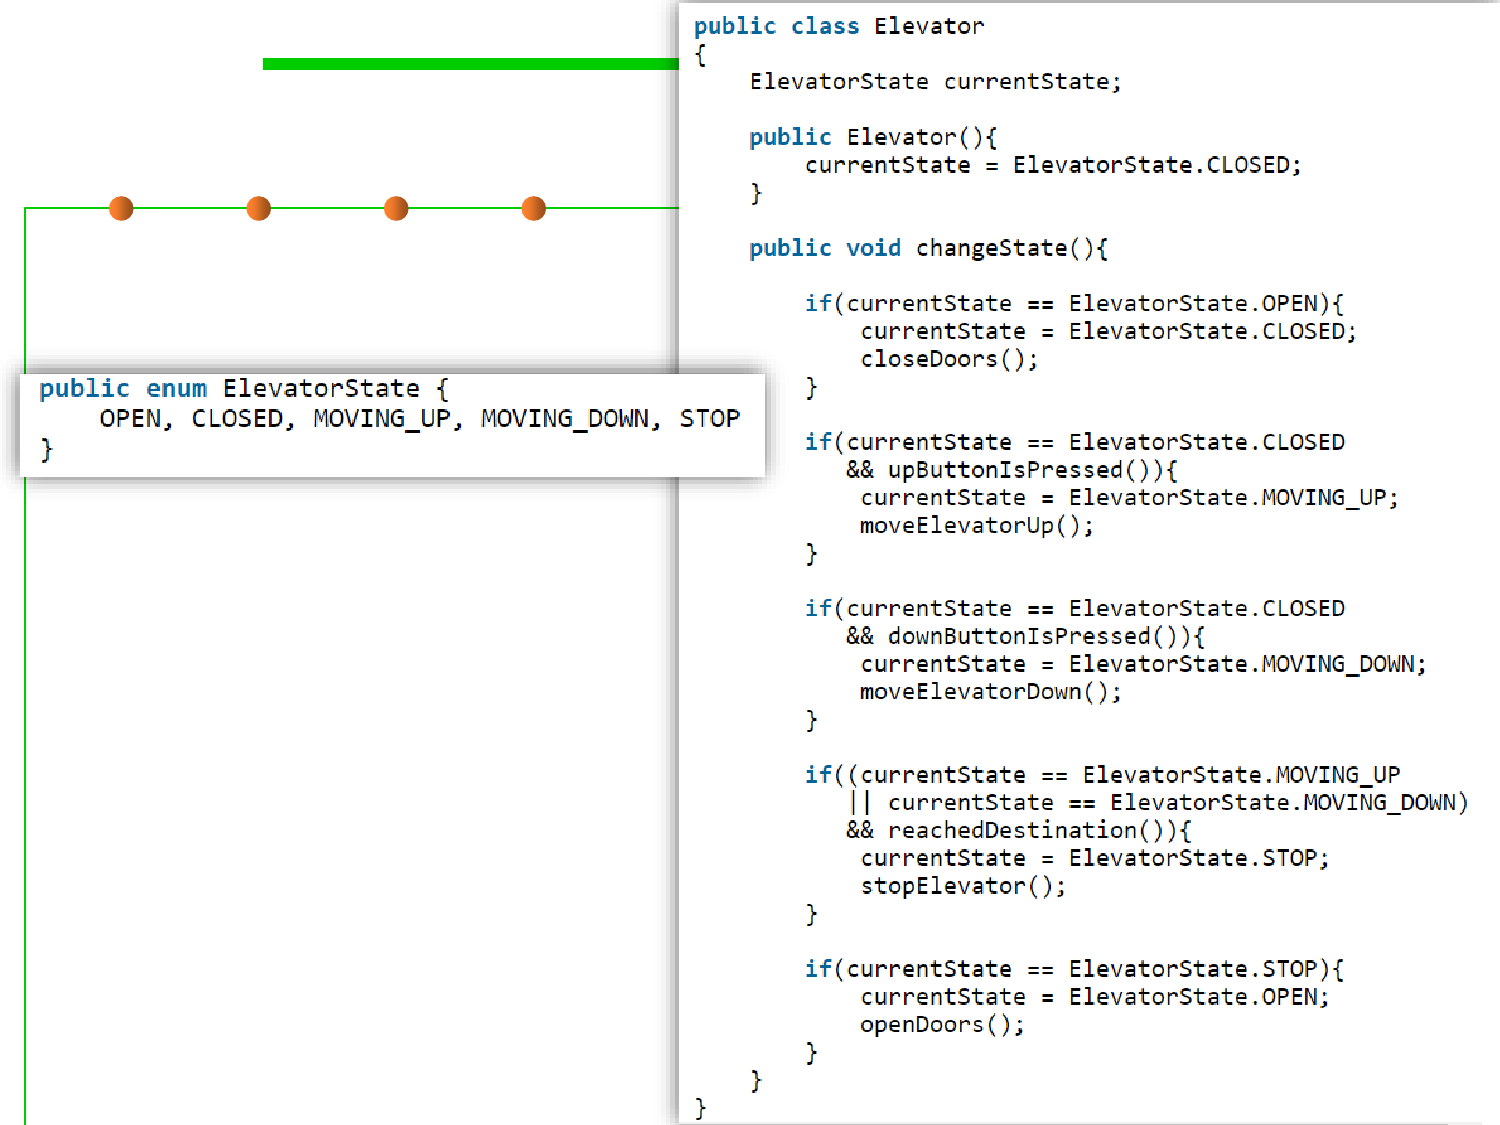 public class Elevator
{
    ElevatorState currentState;

    public Elevator(){
        currentState = ElevatorState.CLOSED;
    }

    public void changeState(){

        if(currentState == ElevatorState.OPEN){
            currentState = ElevatorState.CLOSED;
            closeDoors();
        }

        if(currentState == ElevatorState.CLOSED
           && upButtonIsPressed()){
            currentState = ElevatorState.MOVING_UP;
            moveElevatorUp();
        }

        if(currentState == ElevatorState.CLOSED
           && downButtonIsPressed()){
            currentState = ElevatorState.MOVING_DOWN;
            moveElevatorDown();
        }

        if((currentState == ElevatorState.MOVING_UP
           || currentState == ElevatorState.MOVING_DOWN)
           && reachedDestination()){
            currentState = ElevatorState.STOP;
            stopElevator();
        }

        if(currentState == ElevatorState.STOP){
            currentState = ElevatorState.OPEN;
            openDoors();
        }
    }
}
public enum ElevatorState {
    OPEN, CLOSED, MOVING_UP, MOVING_DOWN, STOP
}